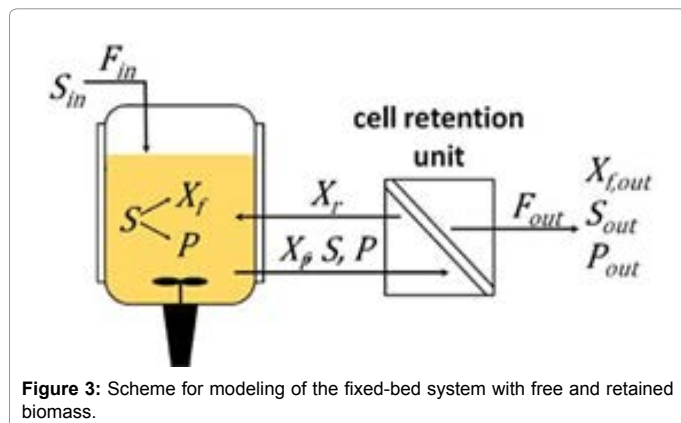 F_in
S_in
cell retention
unit
X_f
S
P
X_r
X_f, S, P
F_out
X_f,out
S_out
P_out
Figure 3: Scheme for modeling of the fixed-bed system with free and retained
biomass.